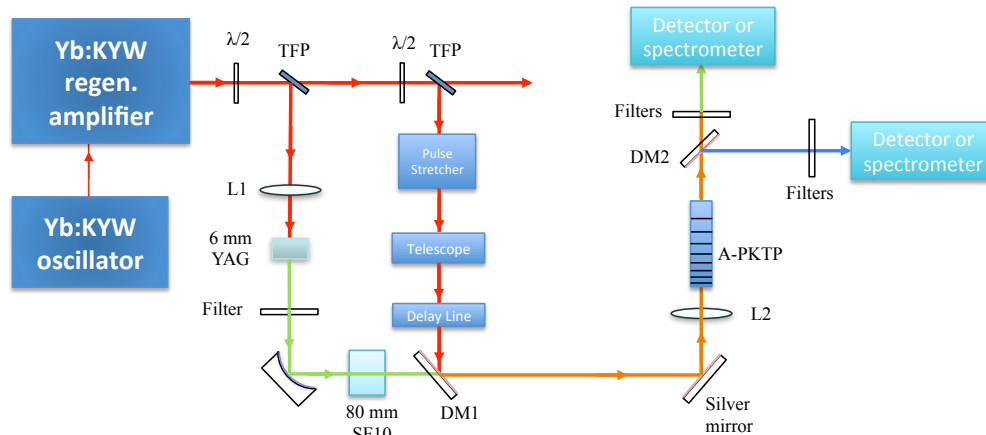 Yb:KYW
regen.
amplifier
Yb:KYW
oscillator
λ/2
TFP
λ/2
TFP
L1
6 mm
YAG
Filter
Pulse
Stretcher
Telescope
Delay Line
80 mm
SF10
DM1
Silver
mirror
L2
A-PKTP
DM2
Filters
Detector or
spectrometer
Filters
Detector or
spectrometer